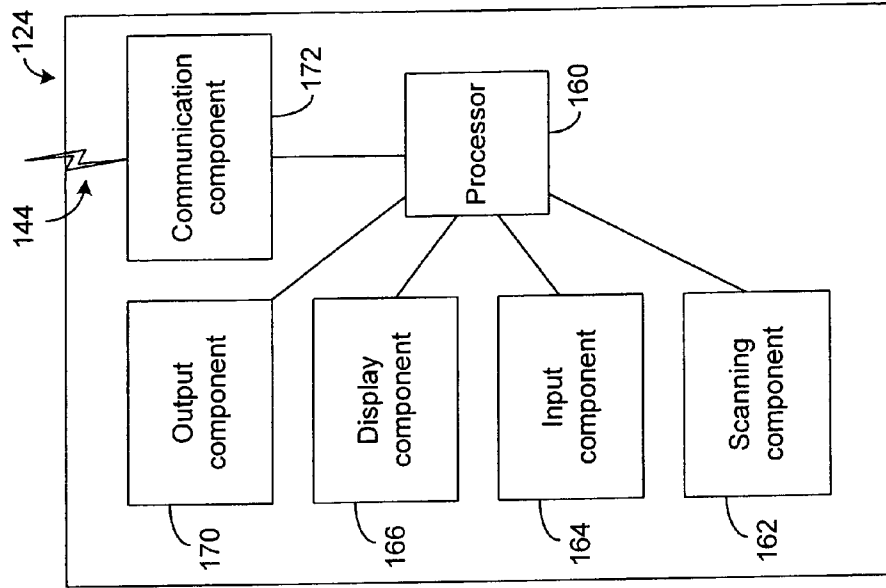 124
144
Communication
component
172
Processor
160
Output
component
170
Display
component
166
Input
component
164
Scanning
component
162